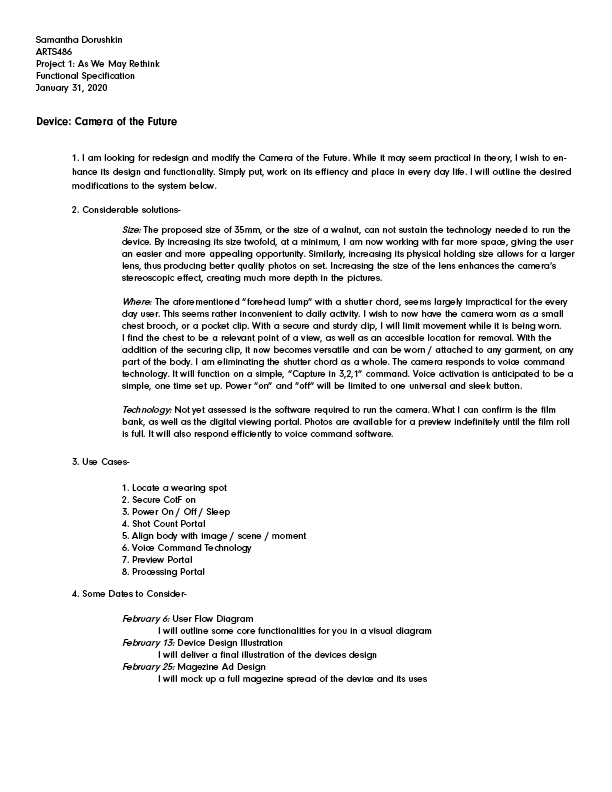 Samantha Dorushkin
ARTS486
Project 1: As We May Rethink
Functional Specification
January 31, 2020
Device: Camera of the Future
1. I am looking for redesign and modify the Camera of the Future. While it may seem practical in theory, I wish to en-
hance its design and functionality. Simply put, work on its effiency and place in every day life. I will outline the desired
modifications to the system below.
2. Considerable solutions-
Size: The proposed size of 35mm, or the size of a walnut, can not sustain the technology needed to run the
device. By increasing its size twofold, at a minimum, I am now working with far more space, giving the user
an easier and more appealing opportunity. Similarly, increasing its physical holding size allows for a larger
lens, thus producing better quality photos on set. Increasing the size of the lens enhances the camera's
stereoscopic effect, creating much more depth in the pictures.
Where: The aforementioned "forehead lump" with a shutter chord, seems largely impractical for the every
day user. This seems rather inconvenient to daily activity. I wish to now have the camera worn as a small
chest brooch, or a pocket clip. With a secure and sturdy clip, I will limit movement while it is being worn.
I find the chest to be a relevant point of a view, as well as an accesible location for removal. With the
addition of the securing clip, it now becomes versatile and can be worn / attached to any garment, on any
part of the body. I am eliminating the shutter chord as a whole. The camera responds to voice command
technology. It will function on a simple, "Capture in 3,2,1" command. Voice activation is anticipated to be a
simple, one time set up. Power "on" and "off" will be limited to one universal and sleek button.
Technology: Not yet assessed is the software required to run the camera. What I can confirm is the film
bank, as well as the digital viewing portal. Photos are available for a preview indefinitely until the film roll
is full. It will also respond efficiently to voice command software.
3. Use Cases-
1. Locate a wearing spot
2. Secure CotF on
3. Power On / Off / Sleep
4. Shot Count Portal
5. Align body with image / scene / moment
6. Voice Command Technology
7. Preview Portal
8. Processing Portal
4. Some Dates to Consider-
February 6: User Flow Diagram
I will outline some core functionalities for you in a visual diagram
February 13: Device Design Illustration
I will deliver a final illustration of the devices design
February 25: Magezine Ad Design
I will mock up a full magezine spread of the device and its uses